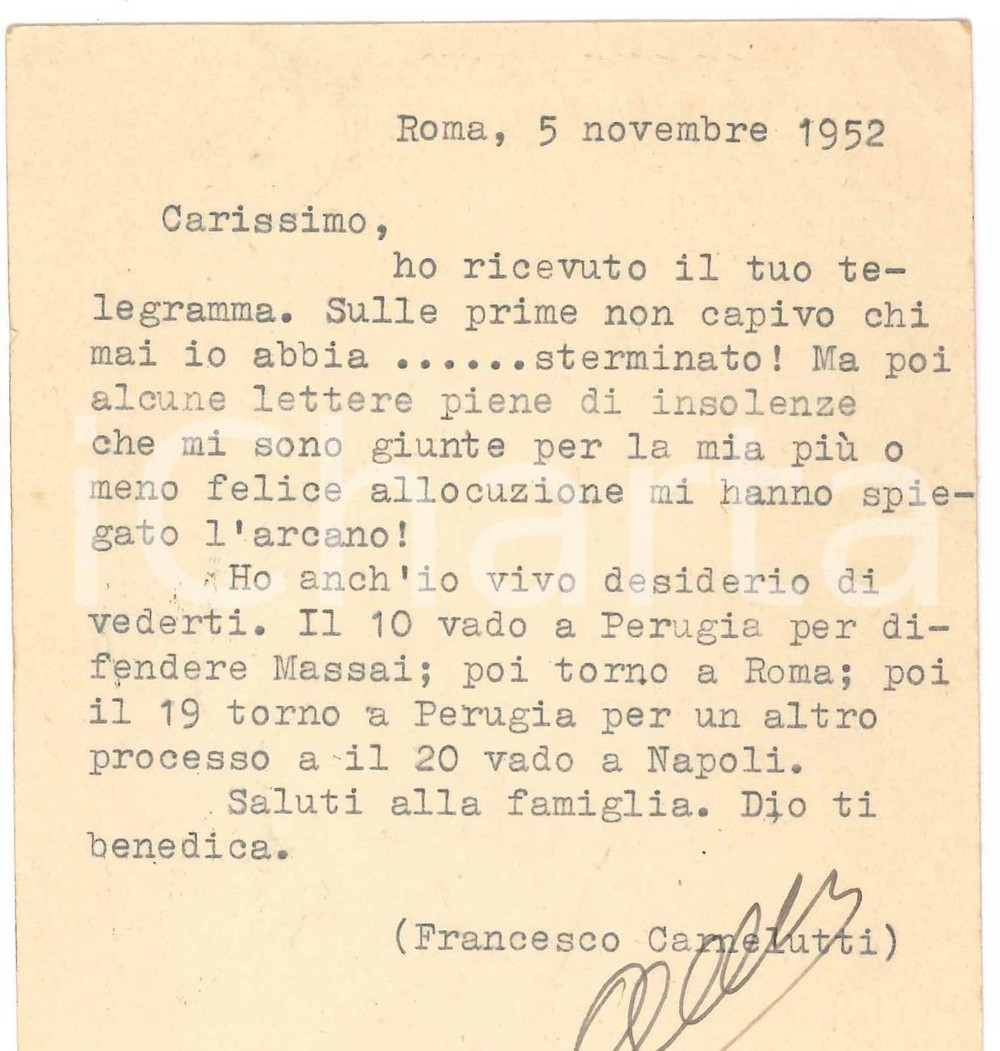 Roma, 5 novembre 1952
Carissimo,
ho ricevuto il tuo te-
legramma. Sulle prime non capivo chi
mai io abbia ......sterminato! Ma poi
alcune lettere piene di insolenze
che mi sono giunte per la mia più o
meno felice allocuzione mi hanno spie-
gato l'arcano!
Ho anch'io vivo desiderio di
vederti. Il 10 vado a Perugia per di-
fendere Massai; poi torno a Roma; poi
il 19 torno a Perugia per un altro
processo a il 20 vado a Napoli.
Saluti alla famiglia. Dio ti
benedica.
(Francesco Carnelutti)
iCharta